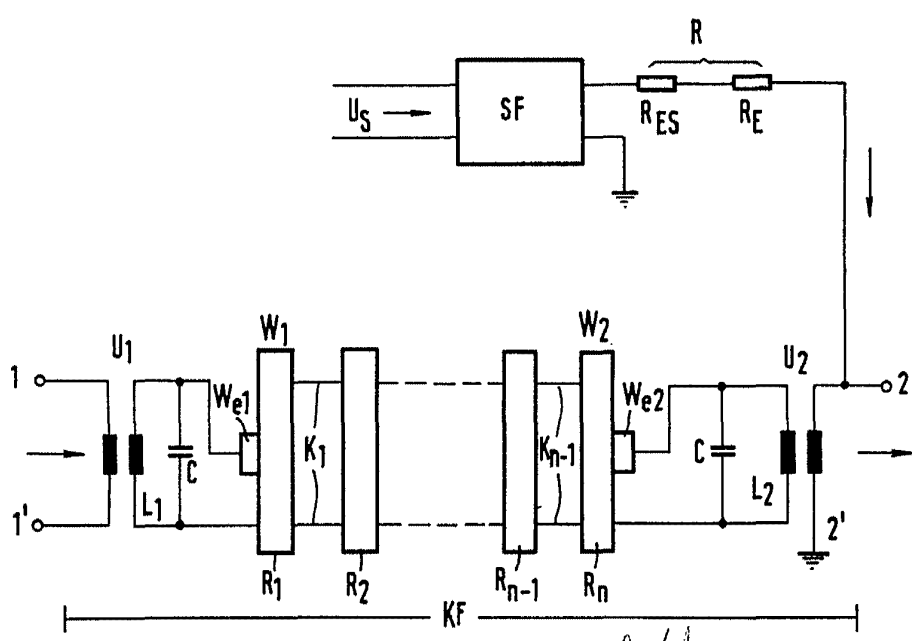 R
U_S
SF
R_ES
R_E
W_1
W_2
U_1
U_2
1
2
W_e1
W_e2
K_1
K_n-1
C
C
L_1
L_2
1'
2'
R_1
R_2
R_n-1
R_n
KF